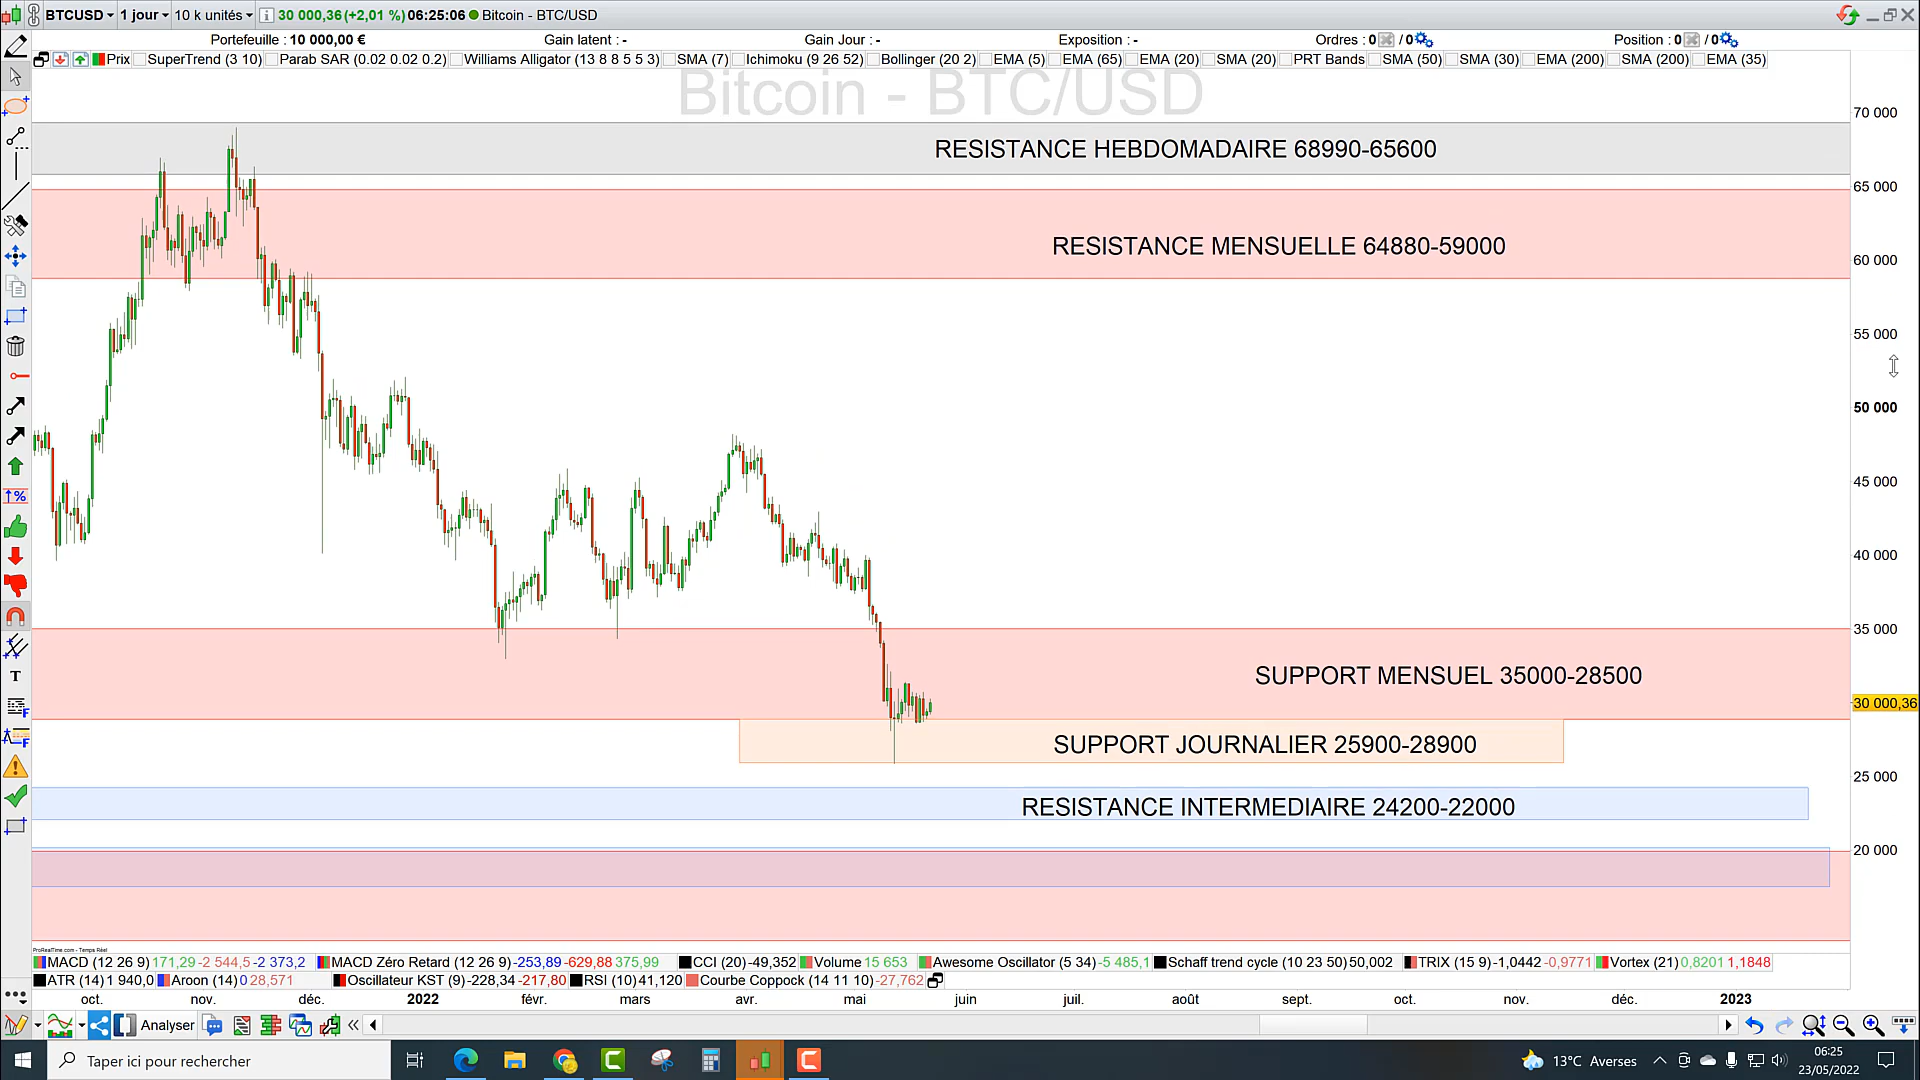 BTCUSD 1 jour 10 k unités 30 000,36 (+2,01 %) 06:25:06 Bitcoin - BTC/USD
Portefeuille : 10 000,00 € Gain latent : - Gain Jour : - Exposition : - Ordres : 0 / 0 Position : 0 / 0
Prix SuperTrend (3 10) Parab SAR (0.02 0.02 0.2) Williams Alligator (13 8 8 5 5 3) SMA (7) Ichimoku (9 26 52) Bollinger (20 2) EMA (5) EMA (65) EMA (20) SMA (20) PRT Bands SMA (50) SMA (30) EMA (200) SMA (200) EMA (35)
Bitcoin - BTC/USD
70 000
RESISTANCE HEBDOMADAIRE 68990-65600
65 000
RESISTANCE MENSUELLE 64880-59000
60 000
55 000
50 000
45 000
40 000
35 000
SUPPORT MENSUEL 35000-28500
30 000,36
SUPPORT JOURNALIER 25900-28900
25 000
RESISTANCE INTERMEDIAIRE 24200-22000
20 000
ProRealTime.com - Temps Réel
MACD (12 26 9) 171,29 -2 544,5 -2 373,2 MACD Zéro Retard (12 26 9) -253,89 -629,88 375,99 CCI (20) -49,352 Volume 15 653 Awesome Oscillator (5 34) -5 485,1 Schaff trend cycle (10 23 50) 50,002 TRIX (15 9) -1,0442 -0,9771 Vortex (21) 0,8201 1,1848
ATR (14) 1 940,0 Aroon (14) 0 28,571 Oscillateur KST (9) -228,34 -217,80 RSI (10) 41,120 Courbe Coppock (14 11 10) -27,762
oct. nov. déc. 2022 févr. mars avr. mai juin juil. août sept. oct. nov. déc. 2023
Analyser
Taper ici pour rechercher
13°C Averses
06:25
23/05/2022